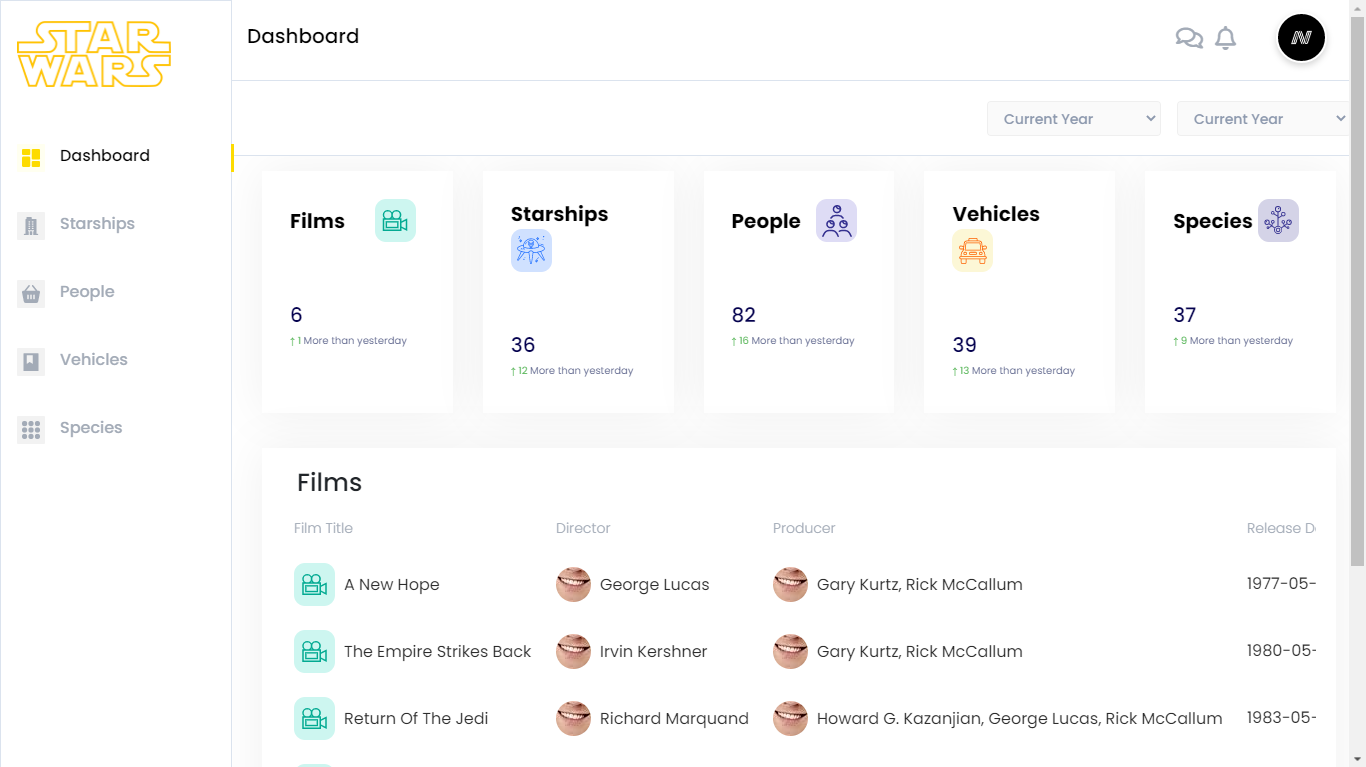 STAR
WARS
Dashboard
Dashboard
Starships
People
Vehicles
Species
Current Year
Current Year
Films
6
↑ 1 More than yesterday
Starships
36
↑ 12 More than yesterday
People
82
↑ 16 More than yesterday
Vehicles
39
↑ 13 More than yesterday
Species
37
↑ 9 More than yesterday
Films
Film Title Director Producer Release D
A New Hope George Lucas Gary Kurtz, Rick McCallum 1977-05-
The Empire Strikes Back Irvin Kershner Gary Kurtz, Rick McCallum 1980-05-
Return Of The Jedi Richard Marquand Howard G. Kazanjian, George Lucas, Rick McCallum 1983-05-